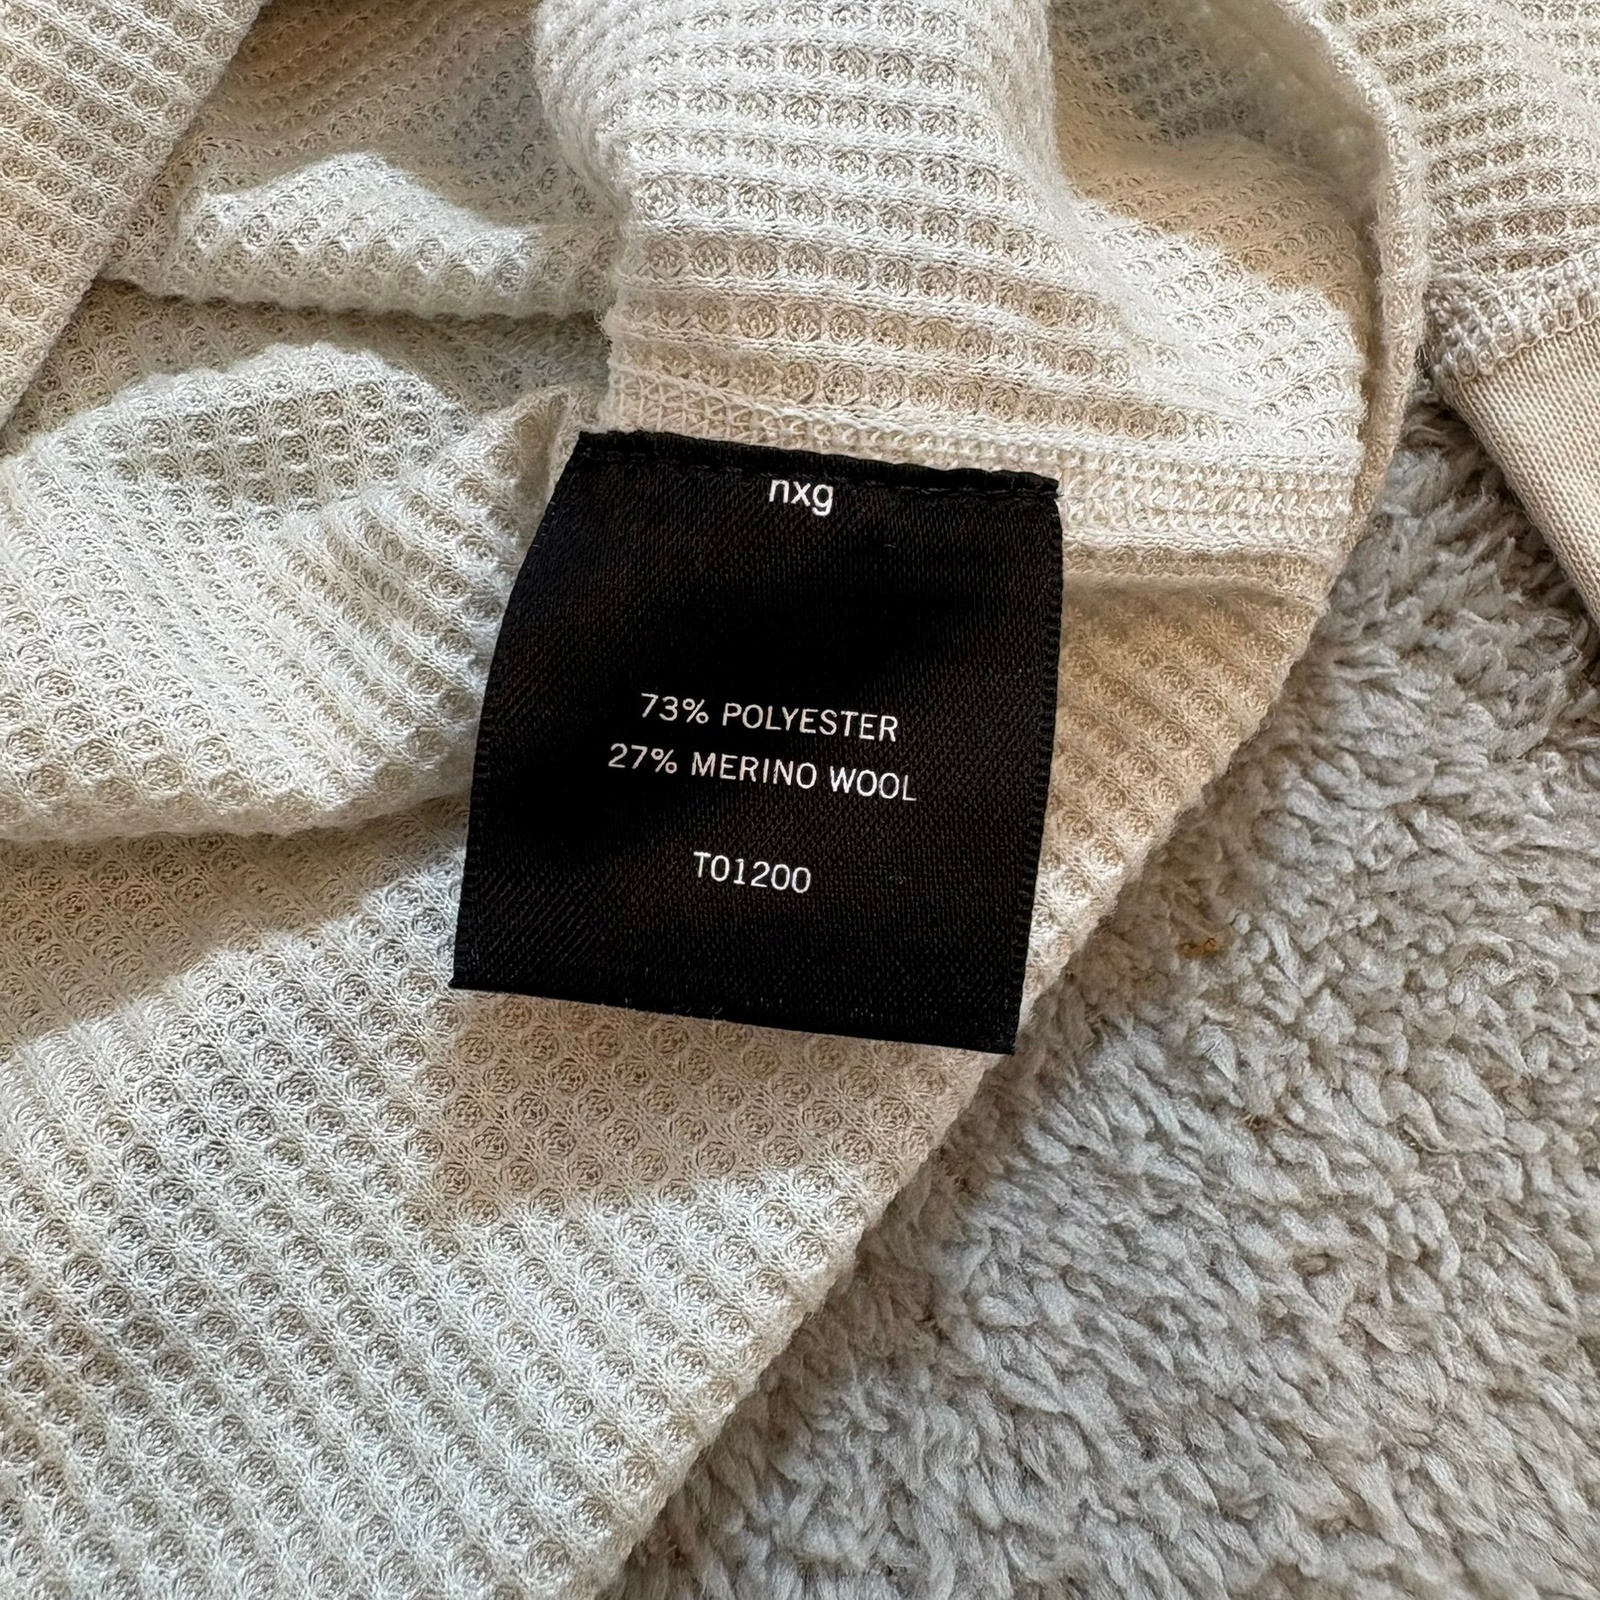 nxg
73% POLYESTER
27% MERINO WOOL
T01200